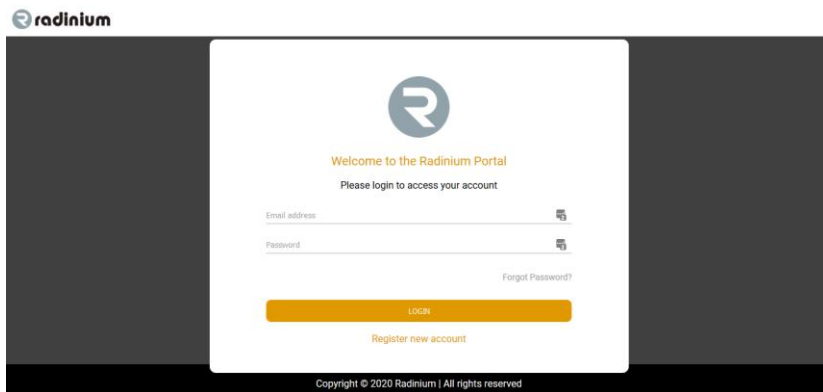 radinium
Welcome to the Radinium Portal
Please login to access your account
Email address
Password
Forgot Password?
LOGIN
Register new account
Copyright © 2020 Radinium | All rights reserved